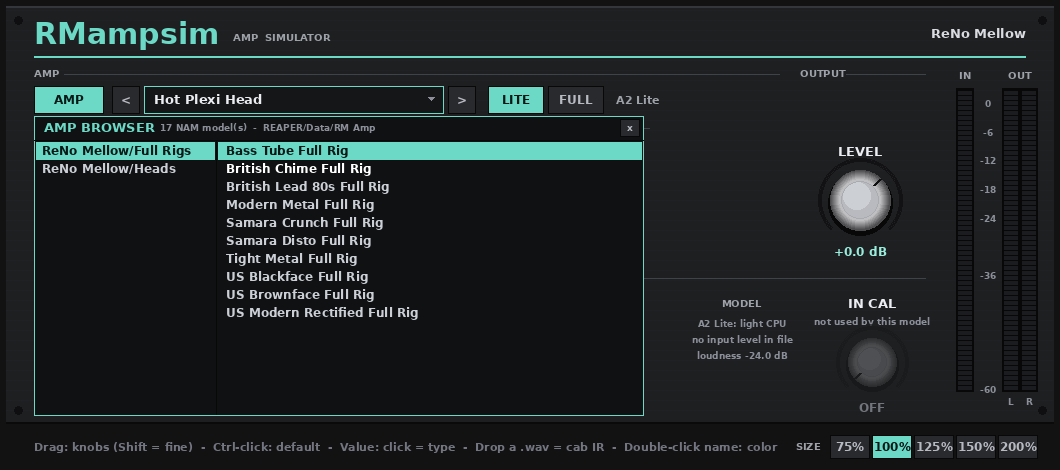 RMampsim AMP SIMULATOR
ReNo Mellow
AMP
OUTPUT
IN OUT
AMP < Hot Plexi Head > LITE FULL A2 Lite
AMP BROWSER 17 NAM model(s) - REAPER/Data/RM Amp x
ReNo Mellow/Full Rigs
ReNo Mellow/Heads
Bass Tube Full Rig
British Chime Full Rig
British Lead 80s Full Rig
Modern Metal Full Rig
Samara Crunch Full Rig
Samara Disto Full Rig
Tight Metal Full Rig
US Blackface Full Rig
US Brownface Full Rig
US Modern Rectified Full Rig
LEVEL
+0.0 dB
MODEL
A2 Lite: light CPU
no input level in file
loudness -24.0 dB
IN CAL
not used by this model
OFF
0
-6
-12
-18
-24
-36
-60
L R
Drag: knobs (Shift = fine) - Ctrl-click: default - Value: click = type - Drop a .wav = cab IR - Double-click name: color
SIZE 75% 100% 125% 150% 200%